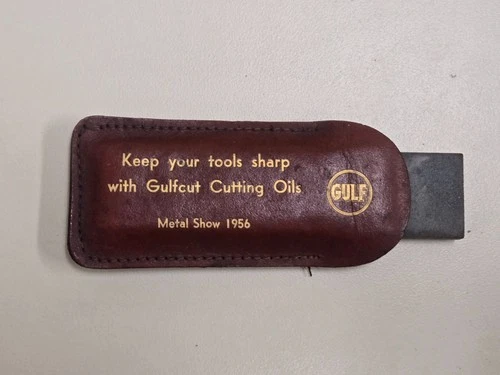 Keep your tools sharp
with Gulfcut Cutting Oils
GULF
Metal Show 1956